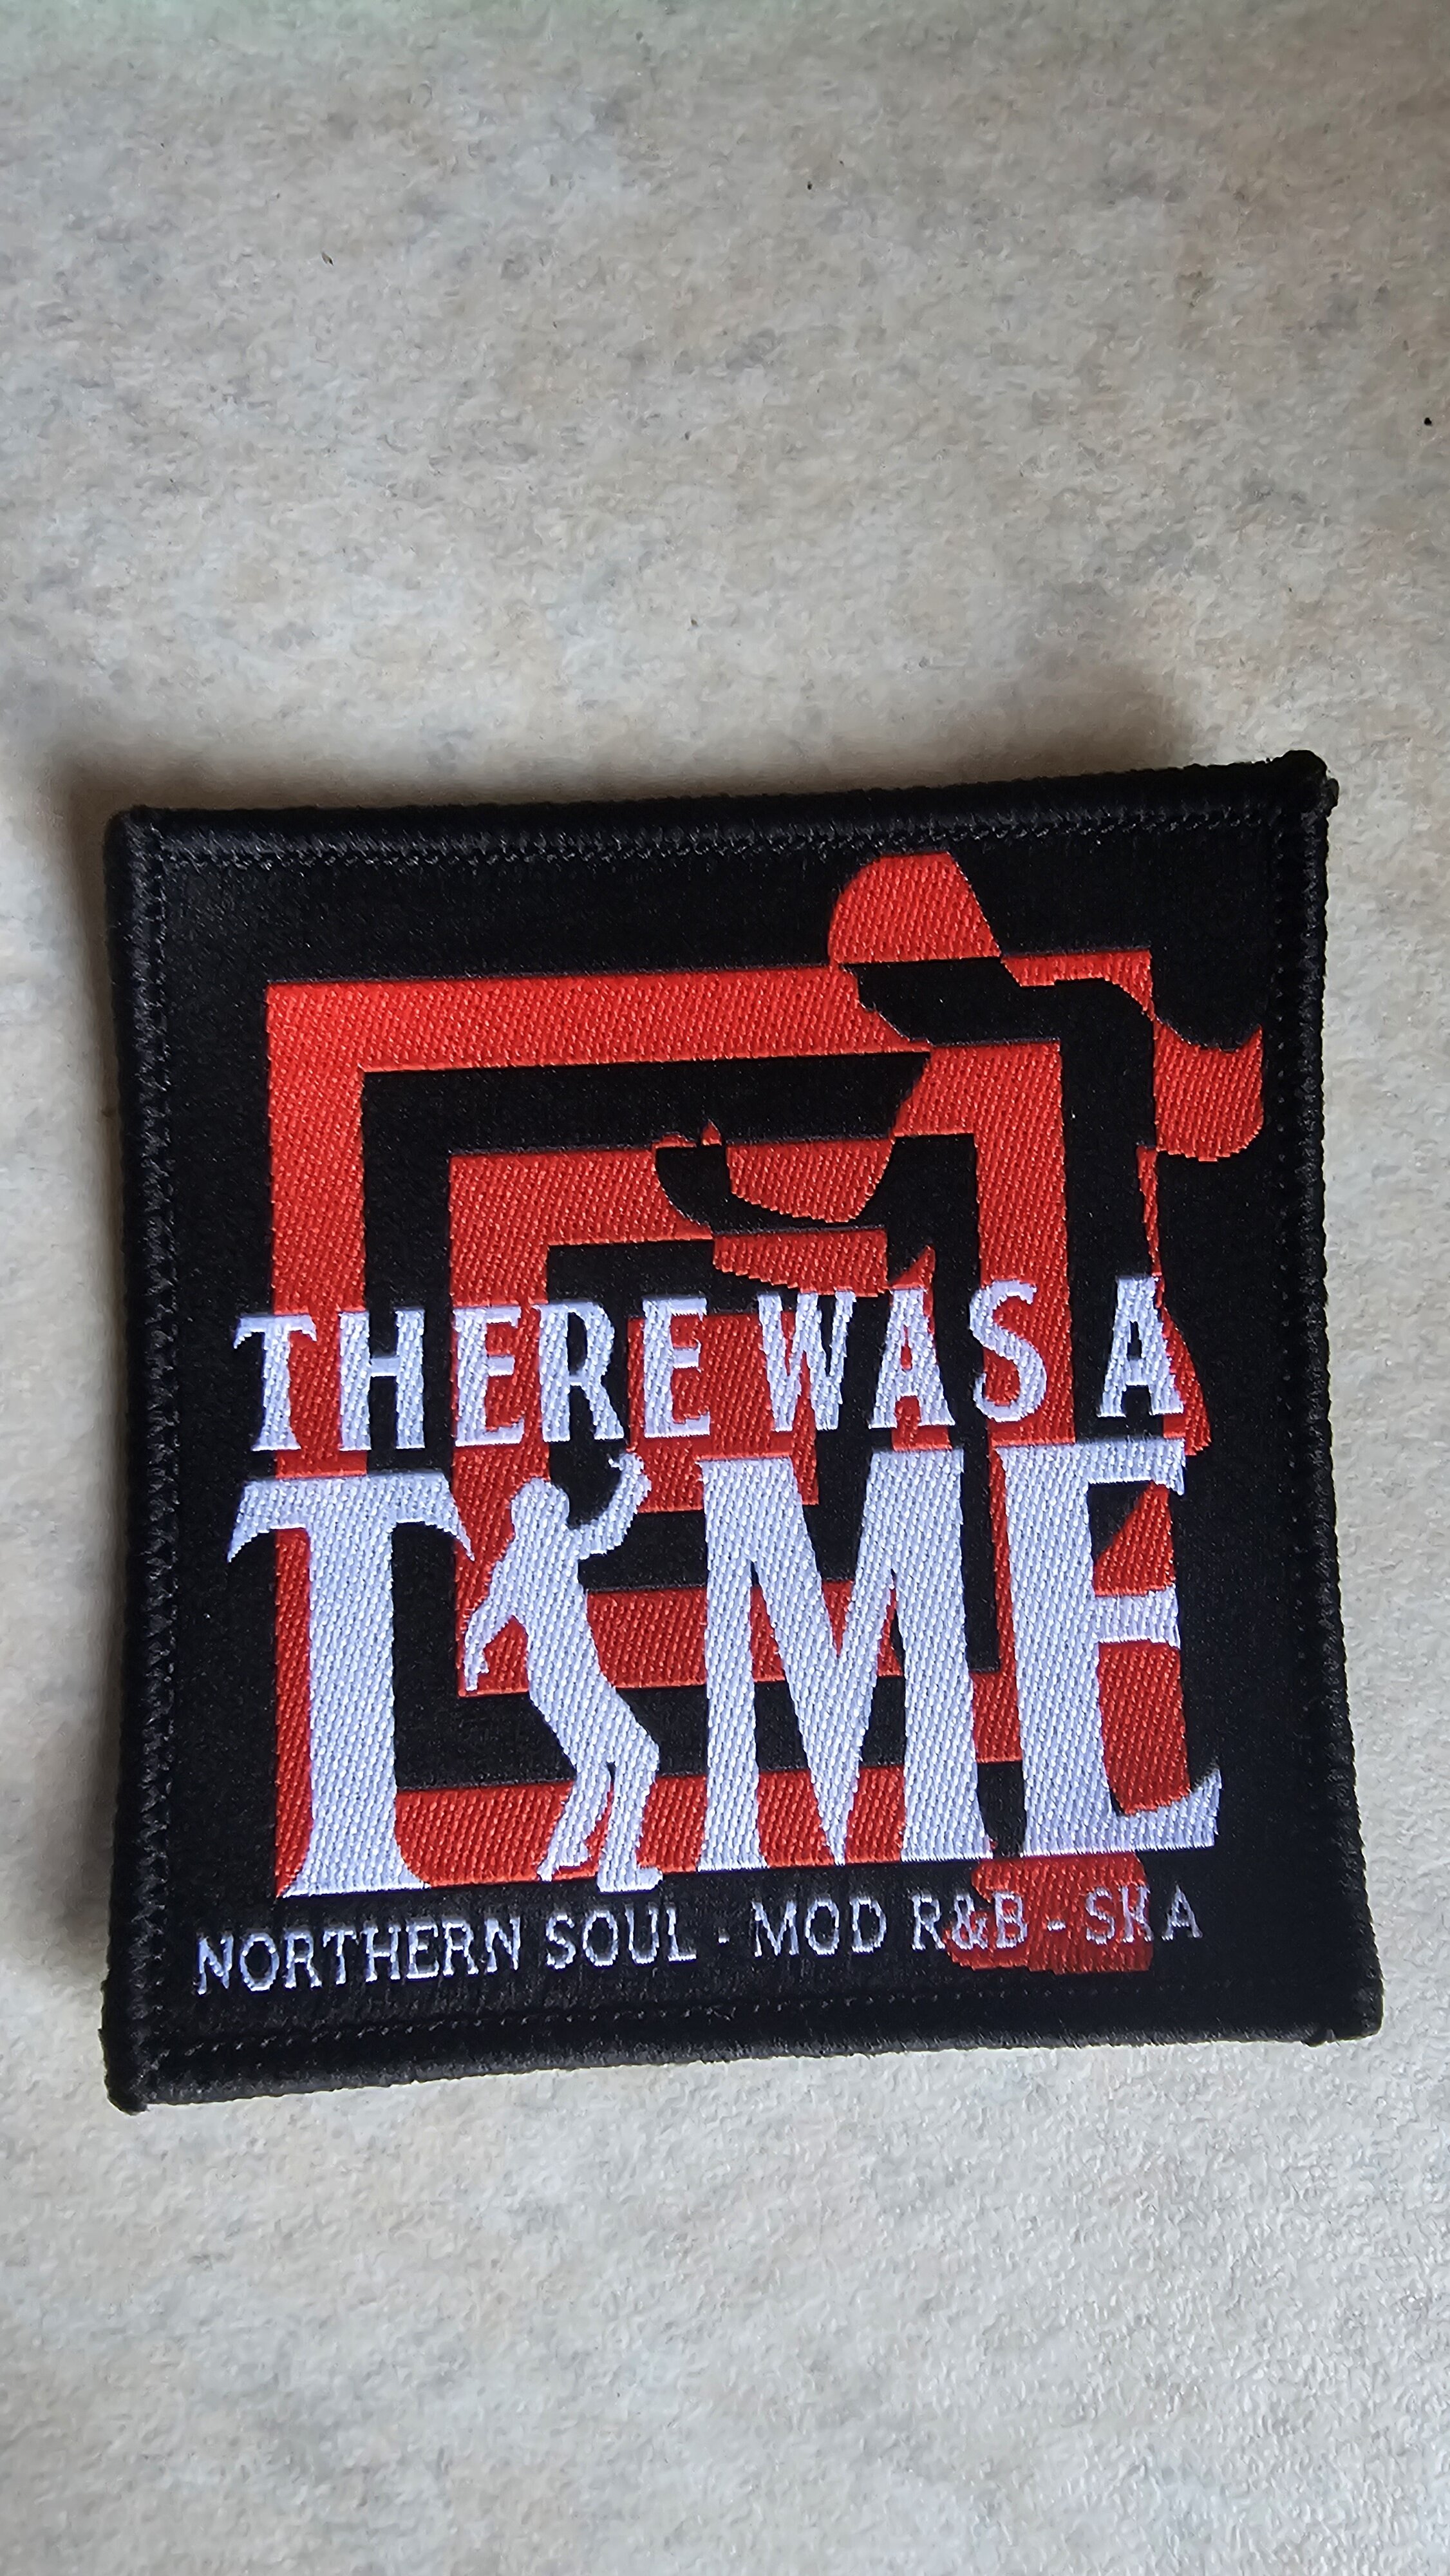 THERE WAS A
TIME
NORTHERN SOUL - MOD R&B - SKA